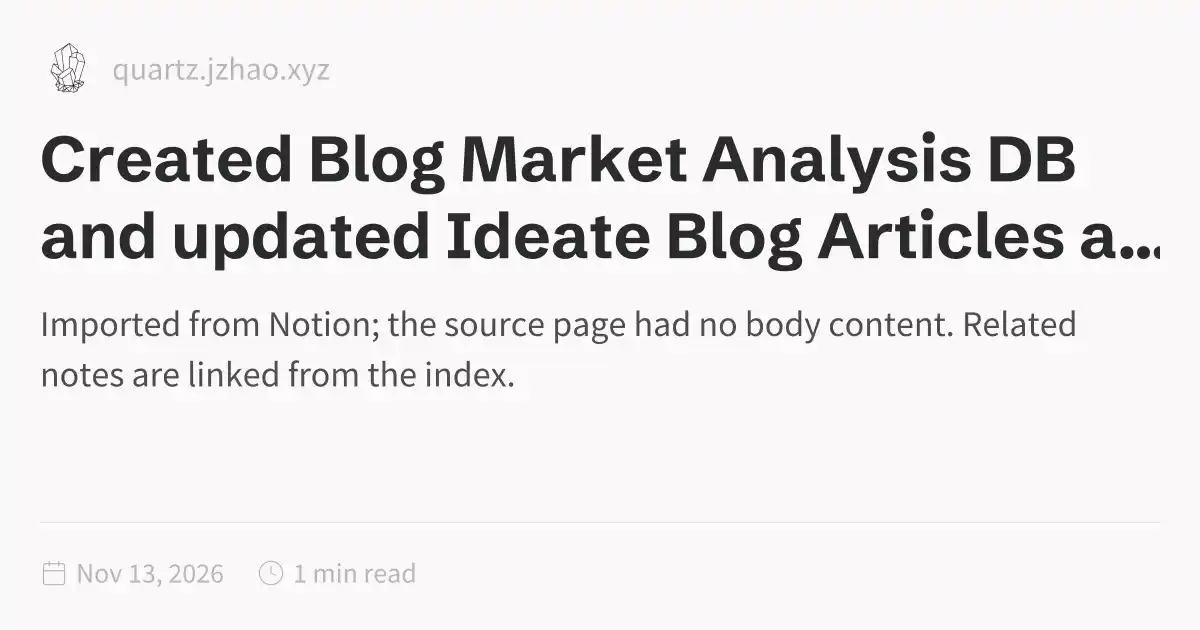 quartz.jzhao.xyz
Created Blog Market Analysis DB
and updated Ideate Blog Articles a...
Imported from Notion; the source page had no body content. Related
notes are linked from the index.
Nov 13, 2026
1 min read